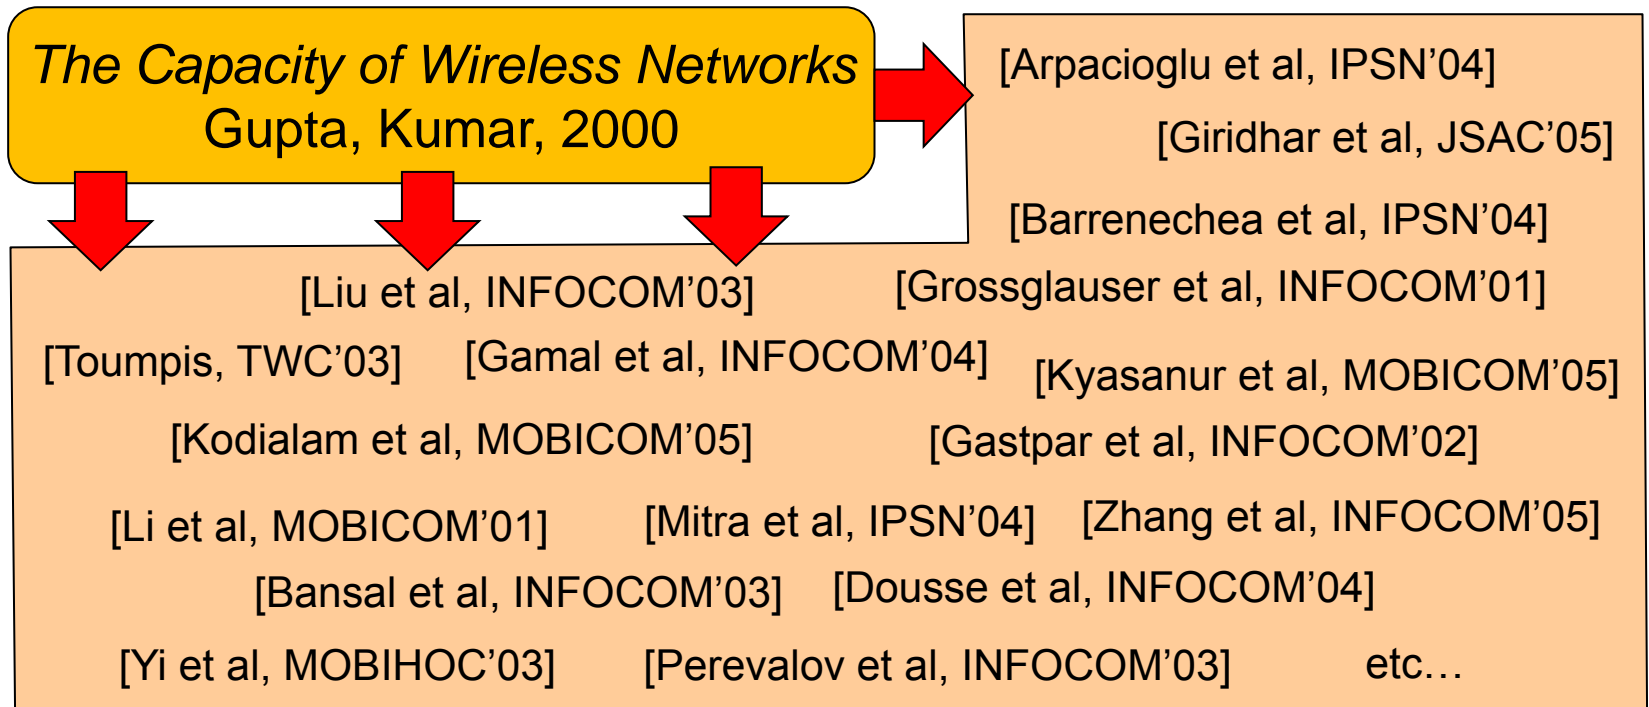 The Capacity of Wireless Networks
Gupta, Kumar, 2000
[Arpacioglu et al, IPSN’04]
[Giridhar et al, JSAC’05]
[Barrenechea et al, IPSN’04]
[Liu et al, INFOCOM’03]
[Grossglauser et al, INFOCOM’01]
[Toumpis, TWC’03]
[Gamal et al, INFOCOM’04]
[Kyasanur et al, MOBICOM’05]
[Kodialam et al, MOBICOM’05]
[Gastpar et al, INFOCOM’02]
[Li et al, MOBICOM’01]
[Mitra et al, IPSN’04]
[Zhang et al, INFOCOM’05]
[Bansal et al, INFOCOM’03]
[Dousse et al, INFOCOM’04]
[Yi et al, MOBIHOC’03]
[Perevalov et al, INFOCOM’03]
etc…